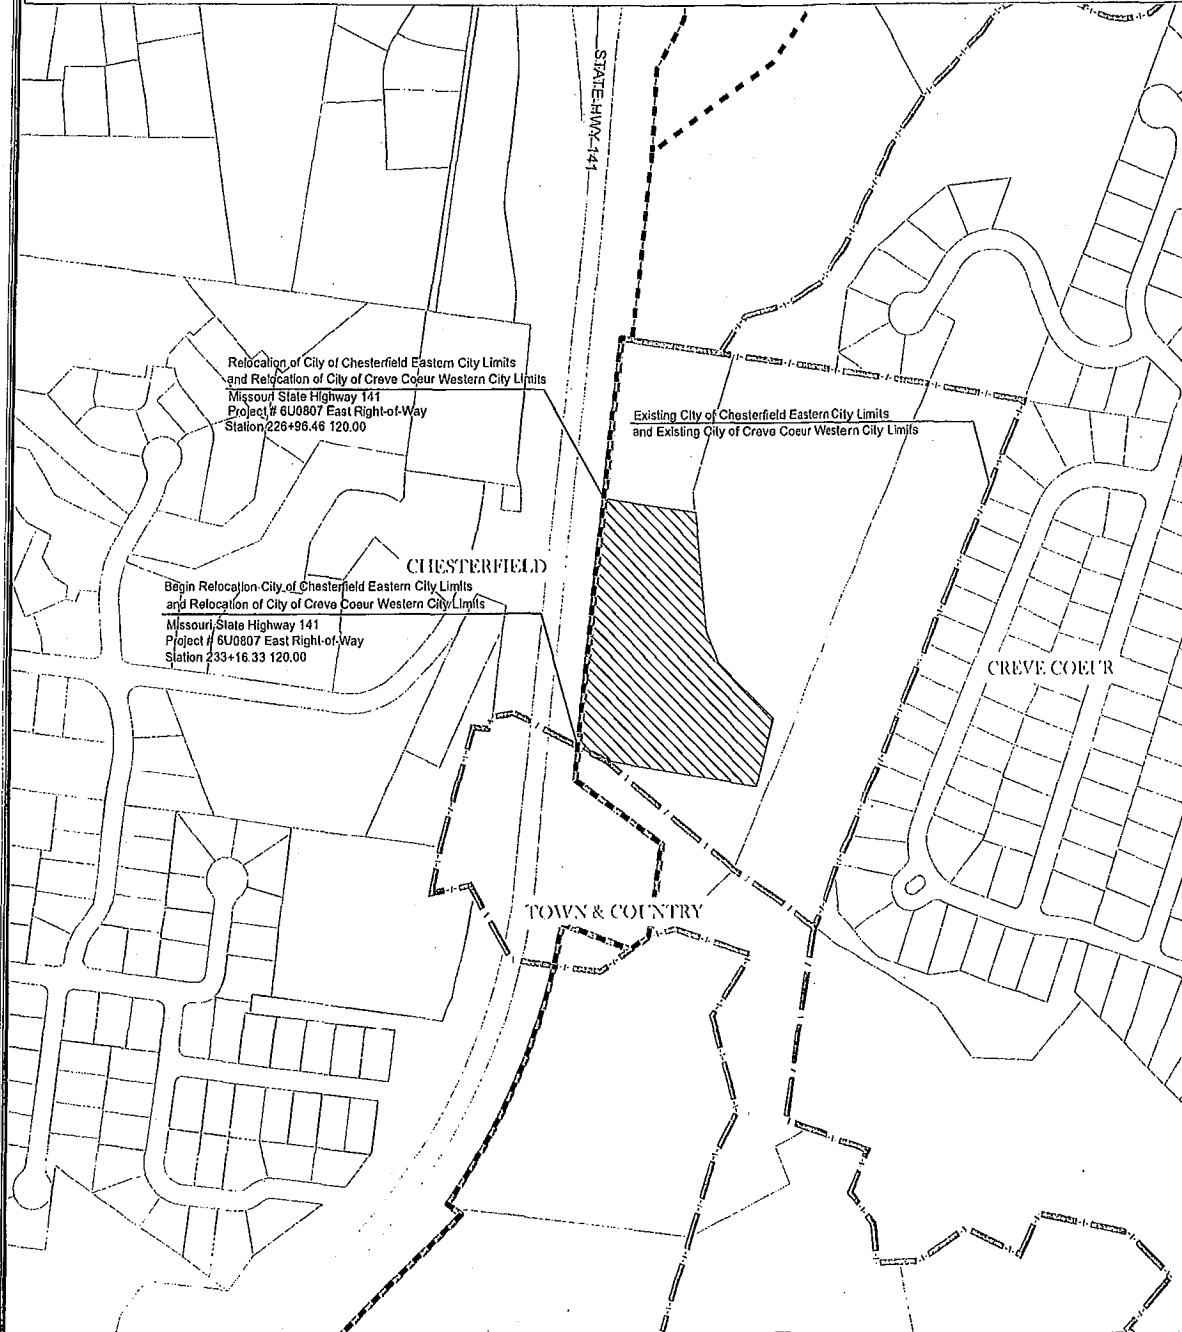 STATE HWY 141
Relocation of City of Chesterfield Eastern City Limits
and Relocation of City of Creve Coeur Western City Limits
Missouri State Highway 141
Project # 6U0807 East Right-of-Way
Station 226+96.46 120.00
Existing City of Chesterfield Eastern City Limits
and Existing City of Creve Coeur Western City Limits
CHESTERFIELD
Begin Relocation City of Chesterfield Eastern City Limits
and Relocation of City of Creve Coeur Western City Limits
Missouri State Highway 141
Project # 6U0807 East Right-of-Way
Station 233+16.33 120.00
CREVE COEUR
TOWN & COUNTRY